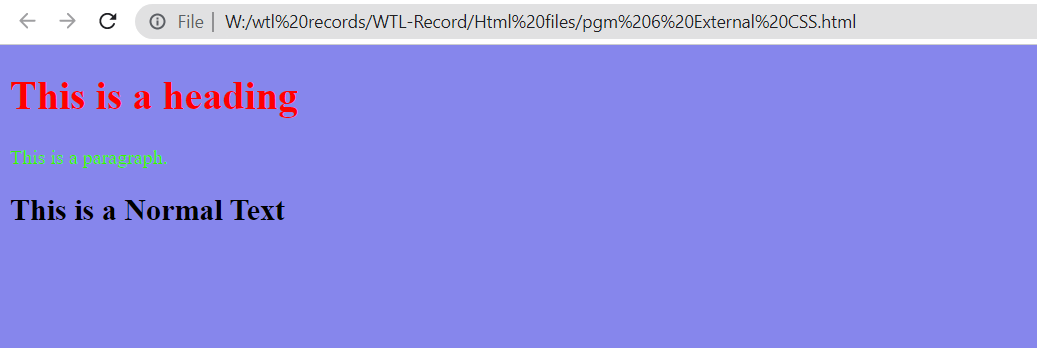 File | W:/wtl%20records/WTL-Record/Html%20files/pgm%206%20External%20CSS.html
This is a heading
This is a paragraph.
This is a Normal Text